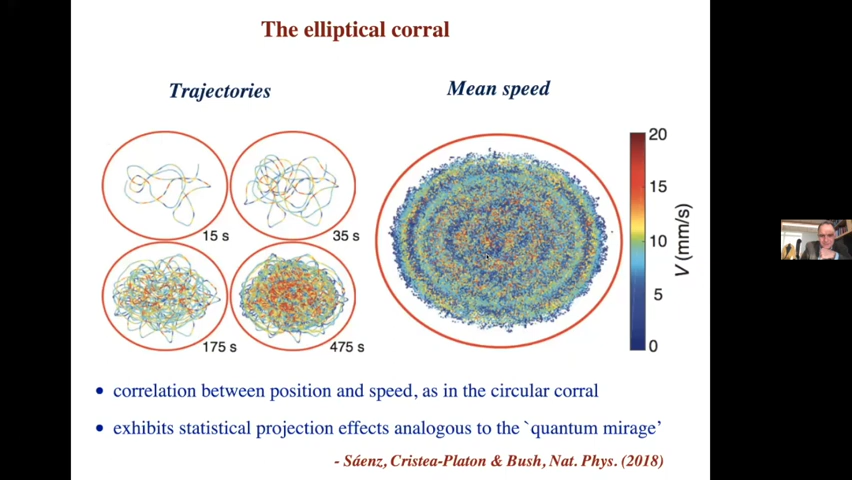 The elliptical corral
Trajectories
Mean speed
15 s
35 s
175 s
475 s
20
15
10
5
0
V (mm/s)
• correlation between position and speed, as in the circular corral
• exhibits statistical projection effects analogous to the `quantum mirage’
- Sáenz, Cristea-Platon & Bush, Nat. Phys. (2018)